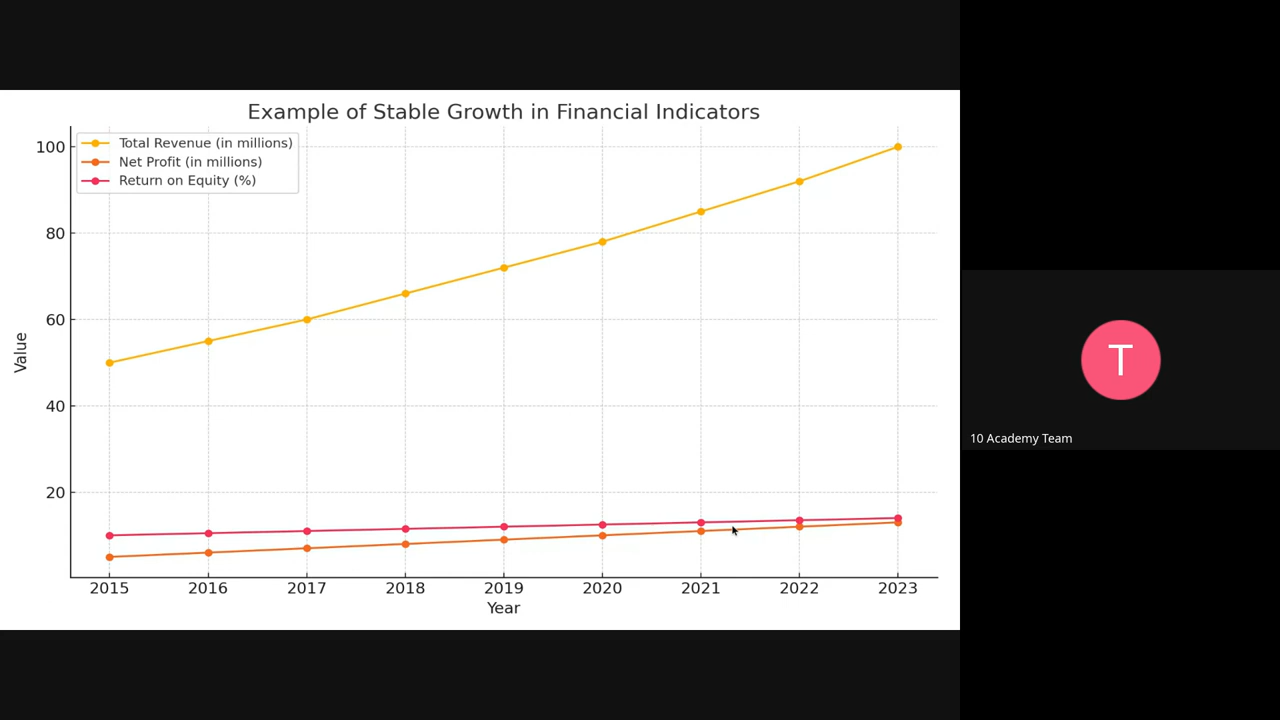 Example of Stable Growth in Financial Indicators
Total Revenue (in millions)
Net Profit (in millions)
Return on Equity (%)
100
80
60
40
20
Value
2015 2016 2017 2018 2019 2020 2021 2022 2023
Year
T
10 Academy Team